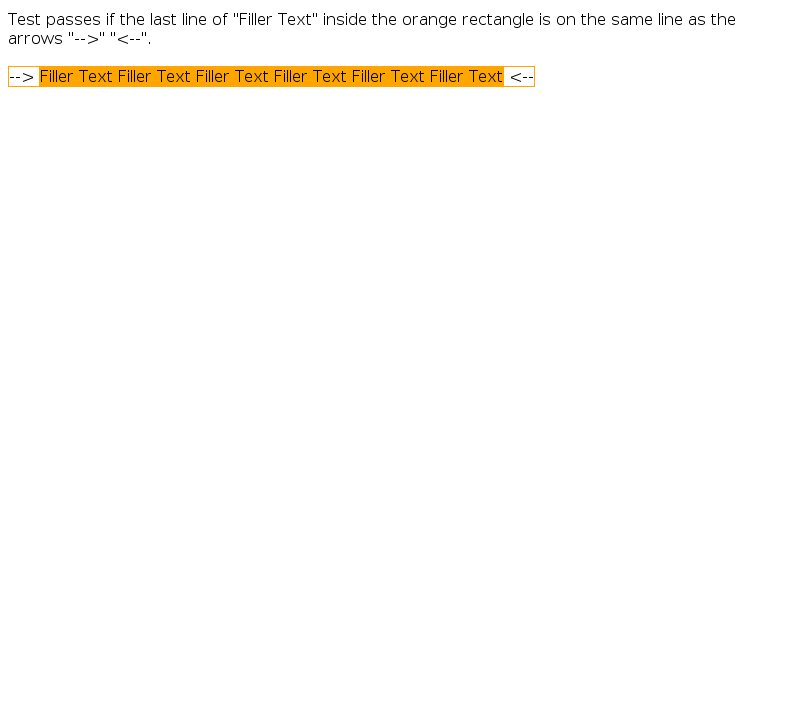 Test passes if the last line of "Filler Text" inside the orange rectangle is on the same line as the
arrows "-->" "<--".
--> Filler Text Filler Text Filler Text Filler Text Filler Text Filler Text <--